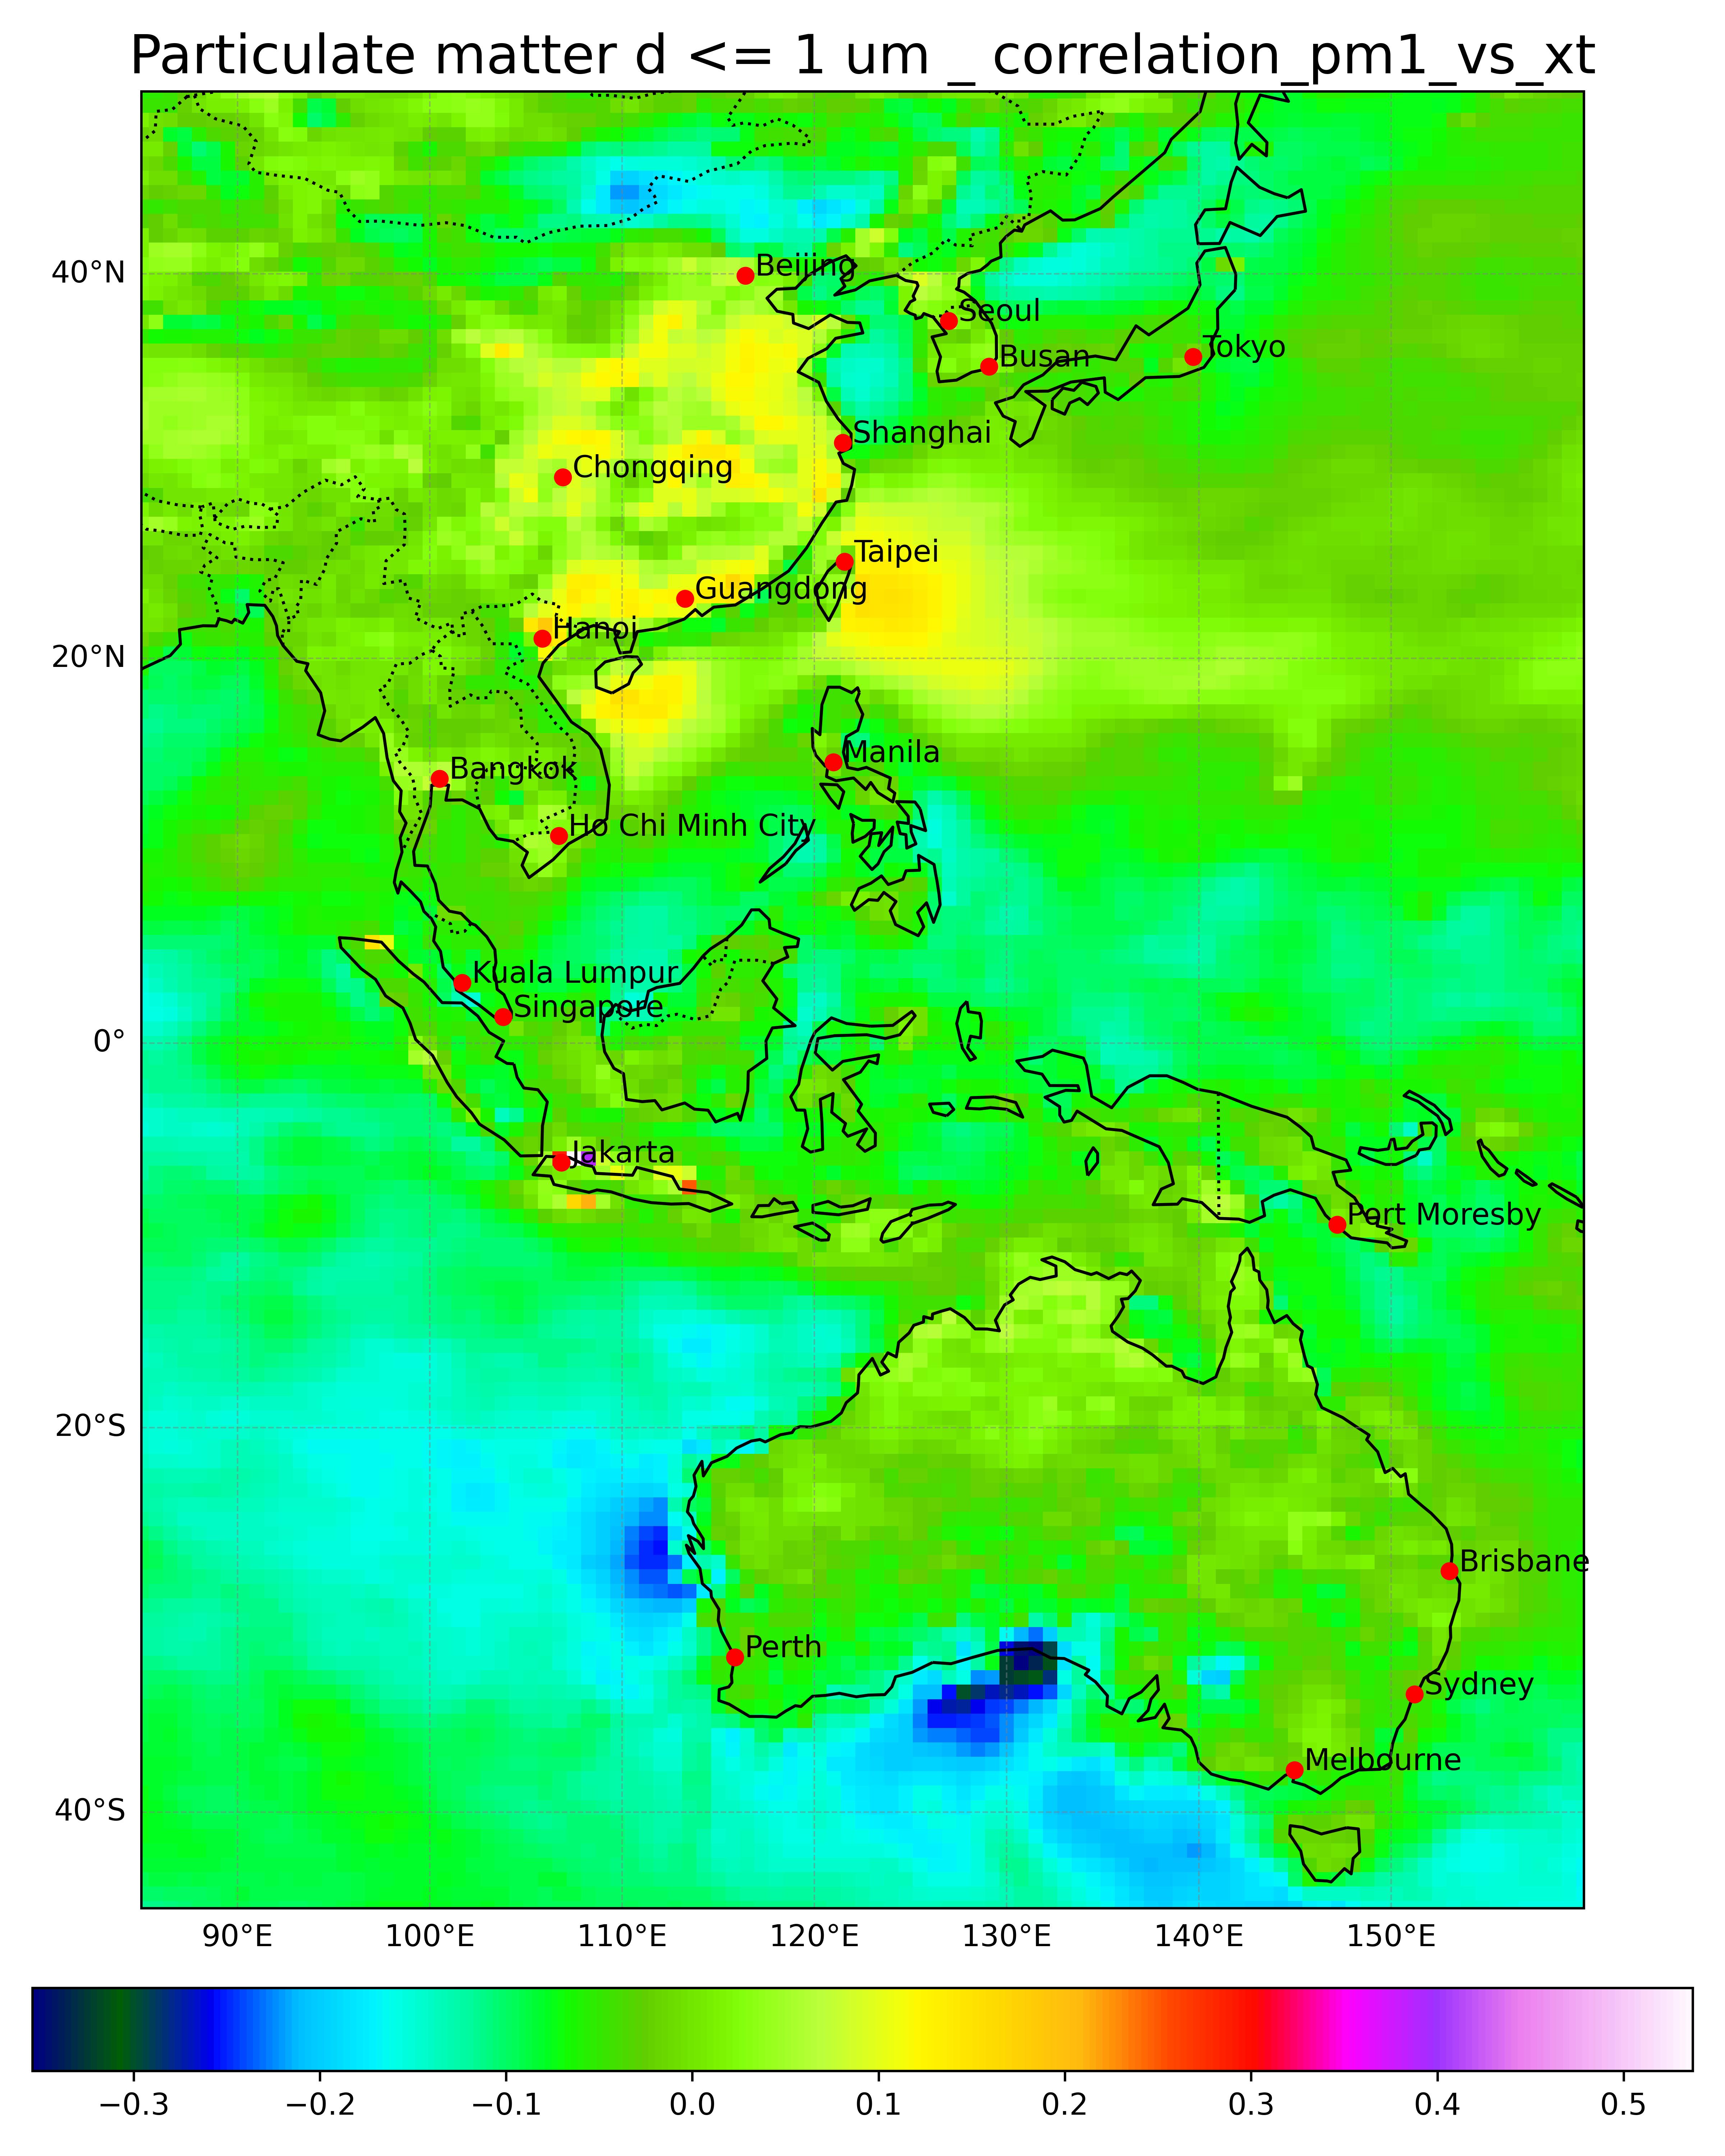 Particulate matter d <= 1 um _ correlation_pm1_vs_xt
40°N
20°N
0°
20°S
40°S
Beijing
Seoul
Busan
Tokyo
Shanghai
Chongqing
Taipei
Guangdong
Hanoi
Manila
Bangkok
Ho Chi Minh City
Kuala Lumpur
Singapore
Jakarta
Port Moresby
Brisbane
Perth
Sydney
Melbourne
90°E 100°E 110°E 120°E 130°E 140°E 150°E
−0.3 −0.2 −0.1 0.0 0.1 0.2 0.3 0.4 0.5